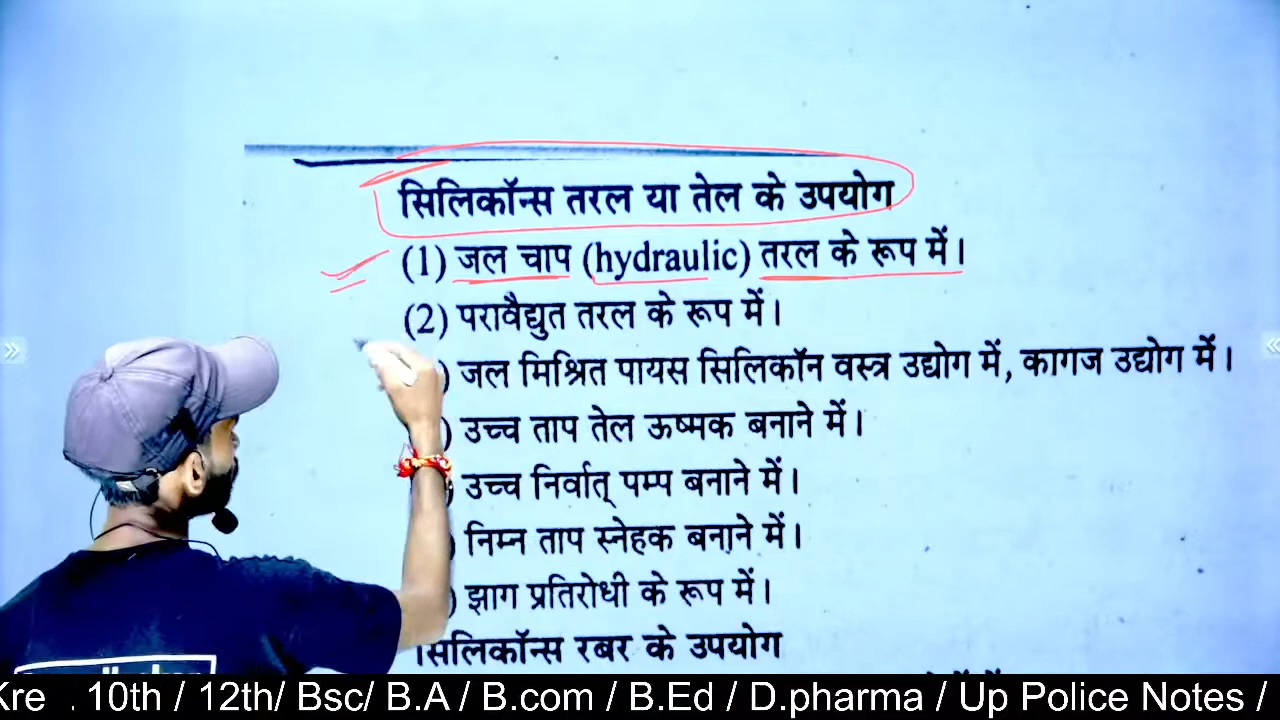 सिलिकॉन्स तरल या तेल के उपयोग
(1) जल चाप (hydraulic) तरल के रूप में।
(2) परावैद्युत तरल के रूप में।
) जल मिश्रित पायस सिलिकॉन वस्त्र उद्योग में, कागज उद्योग में।
) उच्च ताप तेल ऊष्मक बनाने में।
) उच्च निर्वात् पम्प बनाने में।
) निम्न ताप स्नेहक बनाने में।
) झाग प्रतिरोधी के रूप में।
सिलिकॉन्स रबर के उपयोग
Kre . 10th / 12th/ Bsc/ B.A / B.com / B.Ed / D.pharma / Up Police Notes /